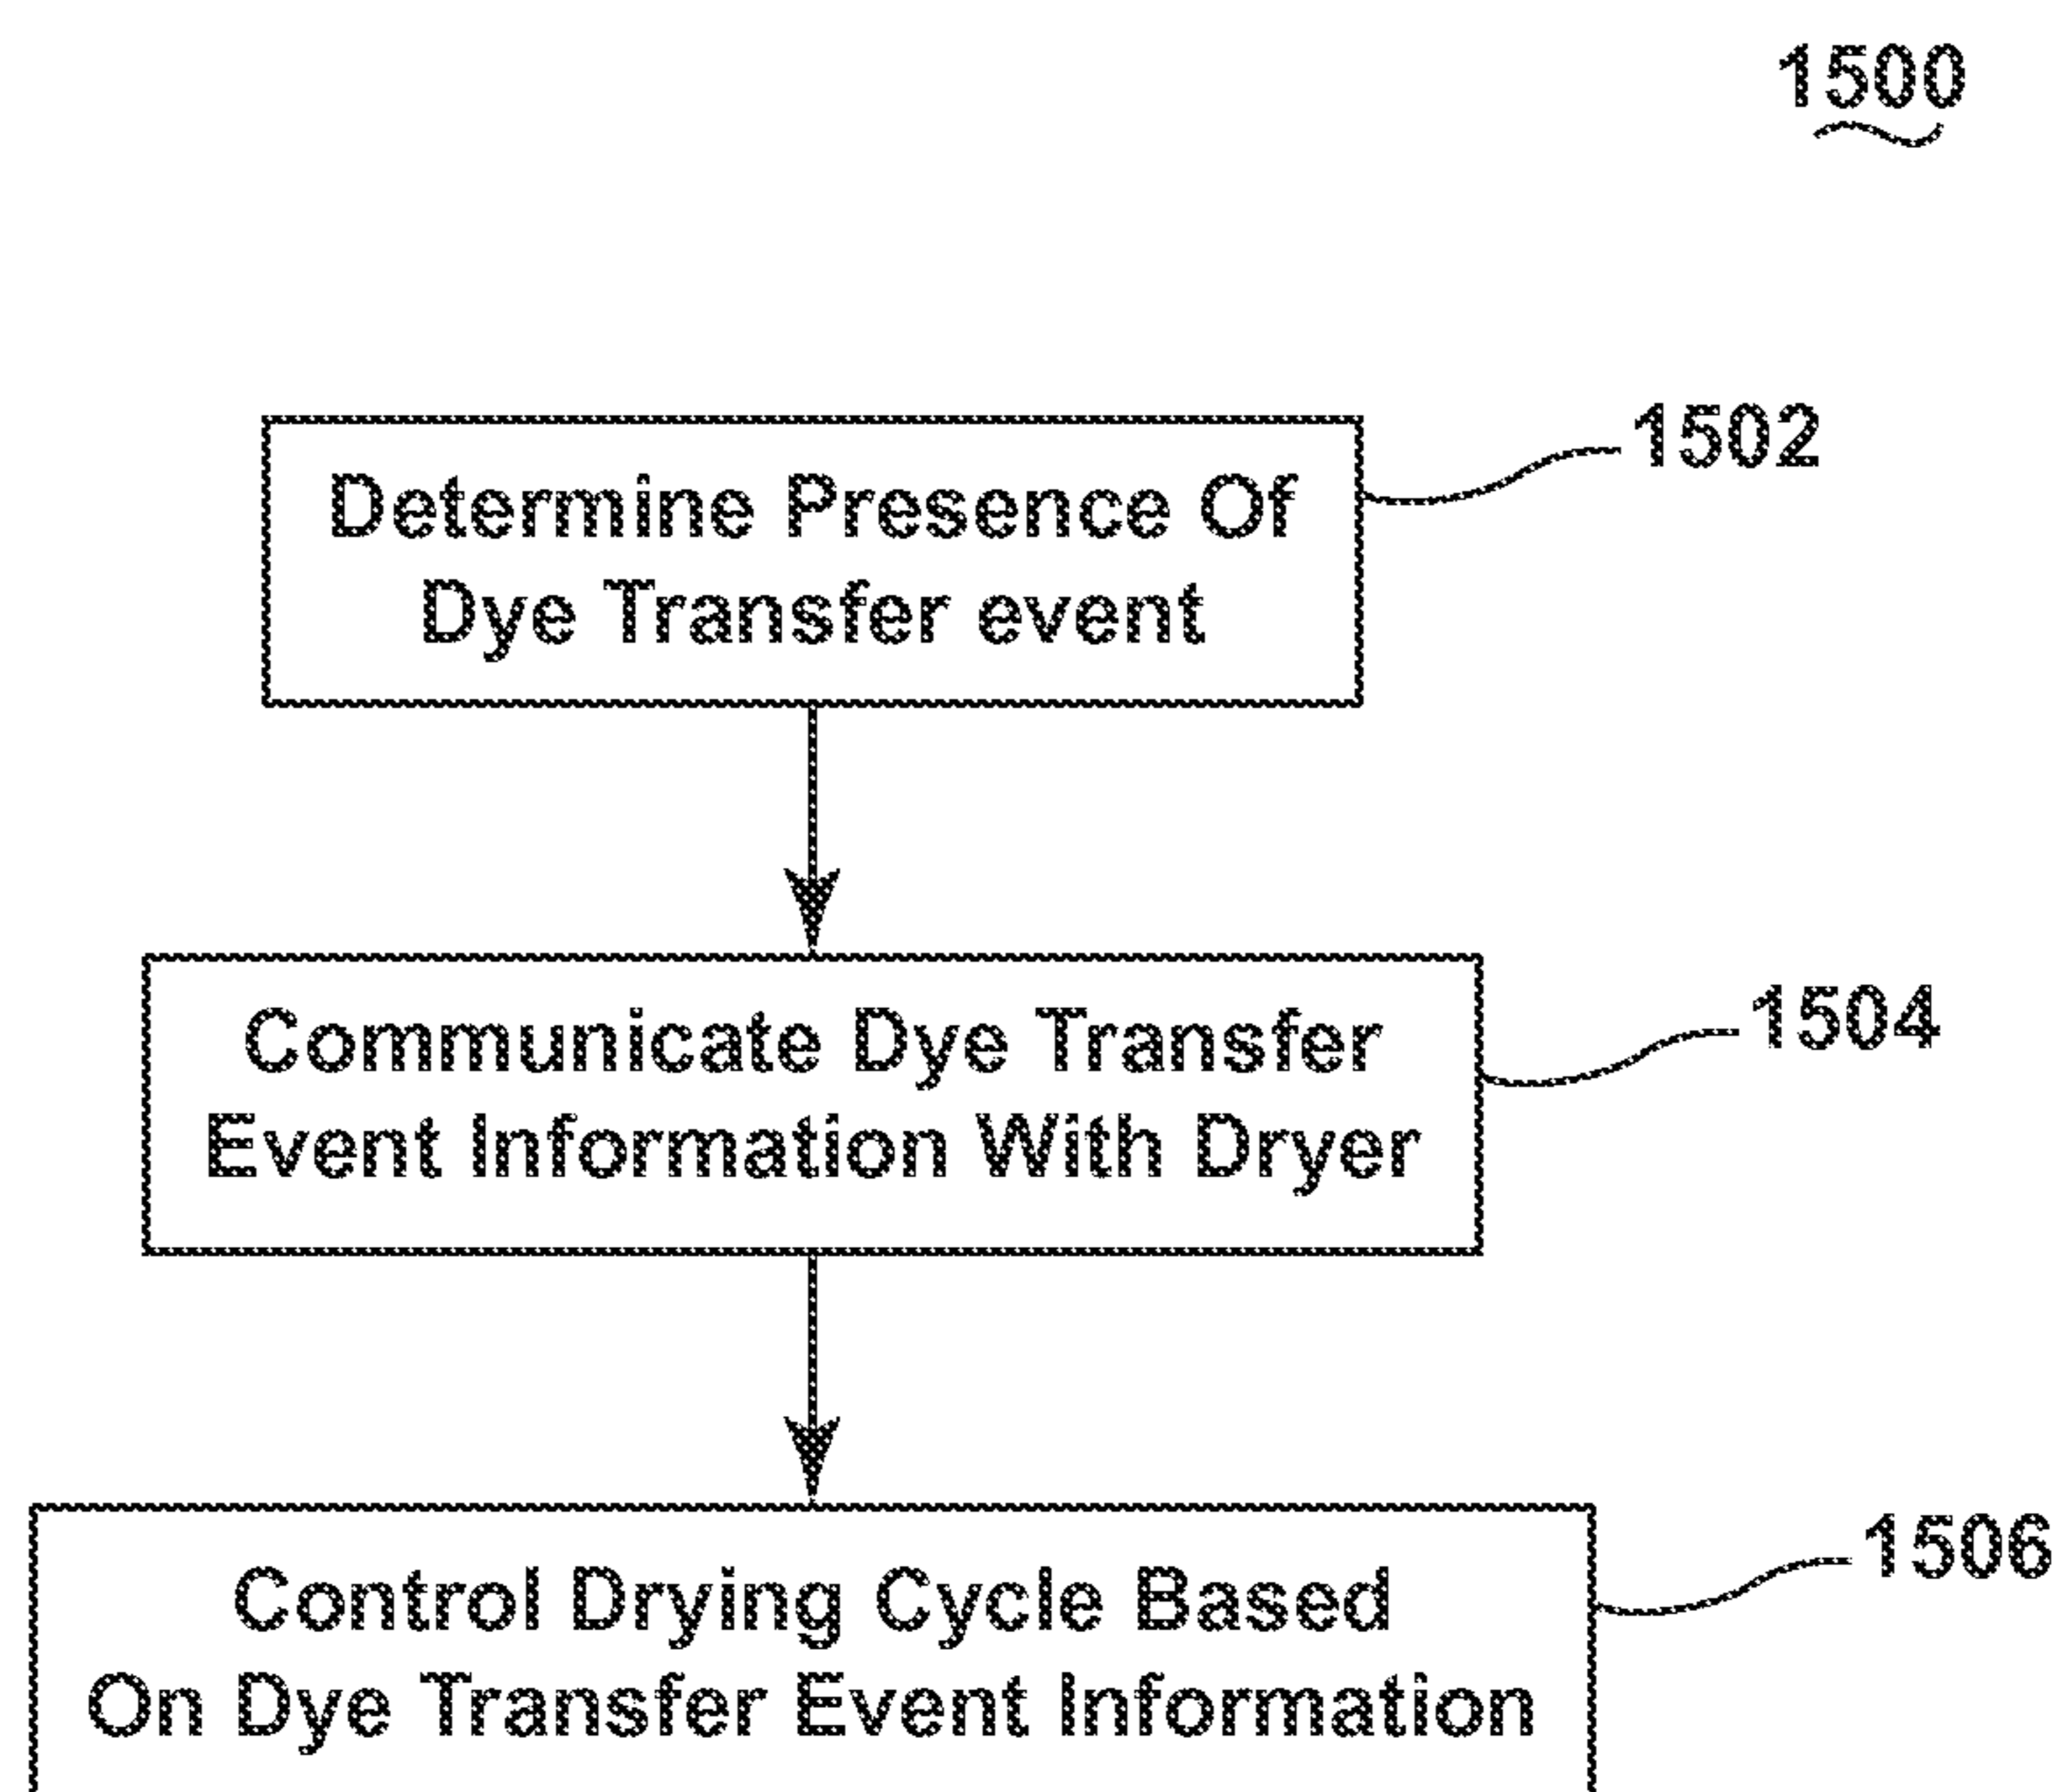 1500
Determine Presence Of
Dye Transfer event
1502
Communicate Dye Transfer
Event Information With Dryer
1504
Control Drying Cycle Based
On Dye Transfer Event Information
1506